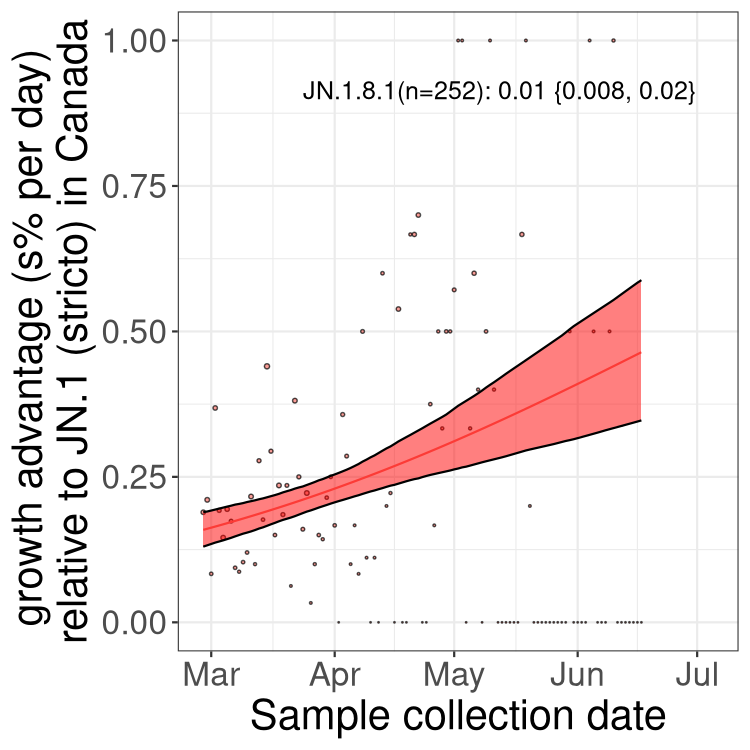 growth advantage (s% per day)
relative to JN.1 (stricto) in Canada
1.00
0.75
0.50
0.25
0.00
JN.1.8.1(n=252): 0.01 {0.008, 0.02}
Mar Apr May Jun Jul
Sample collection date